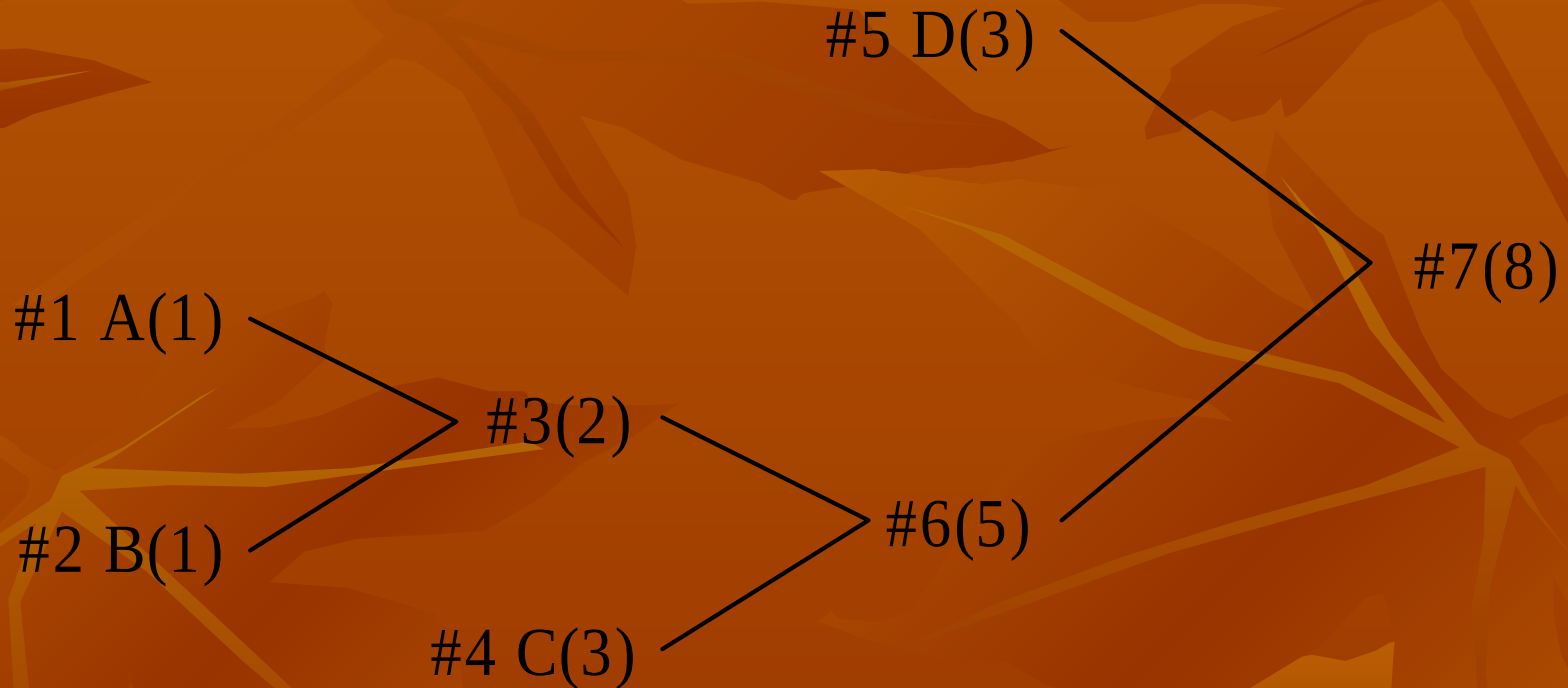 #5 D(3)
#7(8)
#1 A(1)
#3(2)
#6(5)
#2 B(1)
#4 C(3)